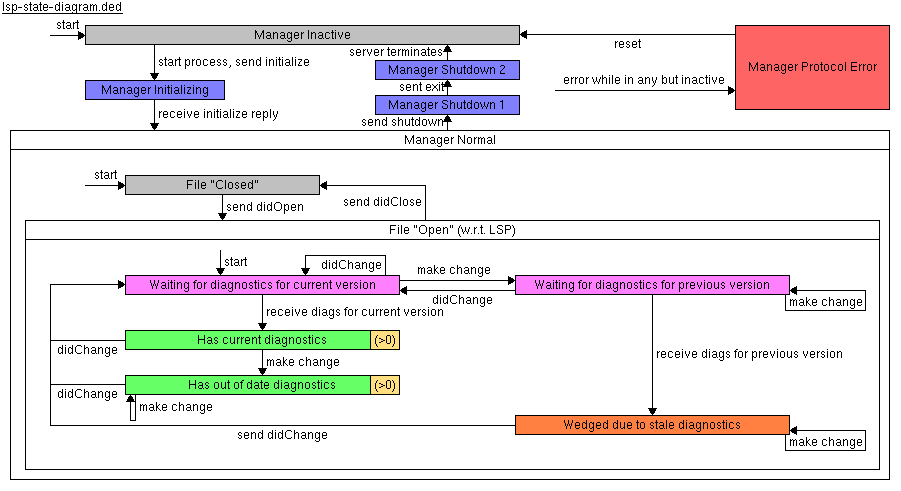 lsp-state-diagram.ded
start
Manager Inactive
reset
Manager Protocol Error
server terminates
start process, send initialize
Manager Shutdown 2
error while in any but inactive
Manager Initializing
sent exit
Manager Shutdown 1
receive initialize reply
send shutdown
Manager Normal
start
File "Closed"
send didOpen
send didClose
File "Open" (w.r.t. LSP)
start
didChange
make change
Waiting for diagnostics for current version
Waiting for diagnostics for previous version
didChange
make change
receive diags for current version
Has current diagnostics
(>0)
didChange
make change
receive diags for previous version
Has out of date diagnostics
(>0)
didChange
make change
Wedged due to stale diagnostics
send didChange
make change